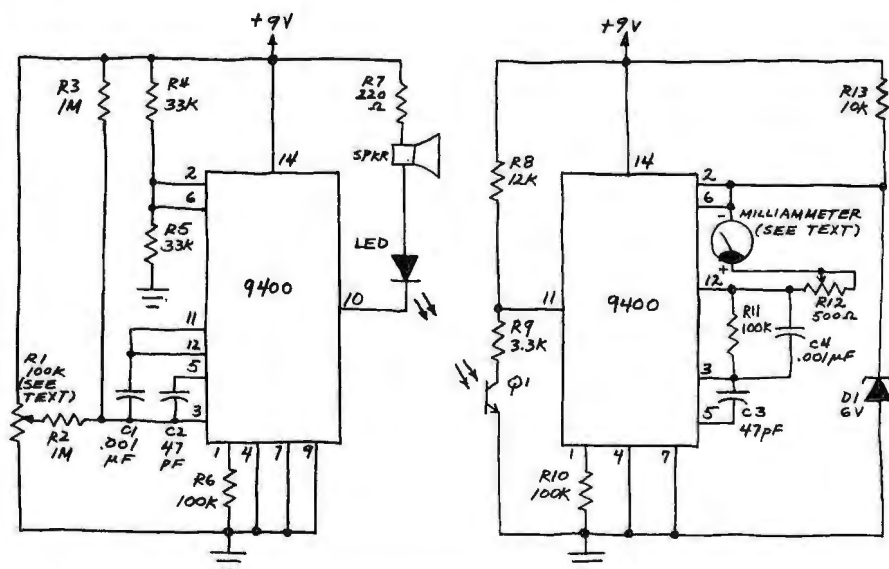 +9V
R3
1M
R4
33K
R7
220
Ω
SPKR
14
2
6
R5
33K
LED
9400
10
11
12
5
3
R1
100K
(SEE
TEXT)
R2
1M
C1
.001
µF
C2
47
PF
1
4
7
9
R6
100K
+9V
R13
10K
R8
12K
14
2
6
-
MILLIAMMETER
(SEE TEXT)
+
11
9400
12
R12
500Ω
R9
3.3K
R11
100K
C4
.001µF
Q1
3
C3
47pF
5
D1
6V
R10
100K
1
4
7